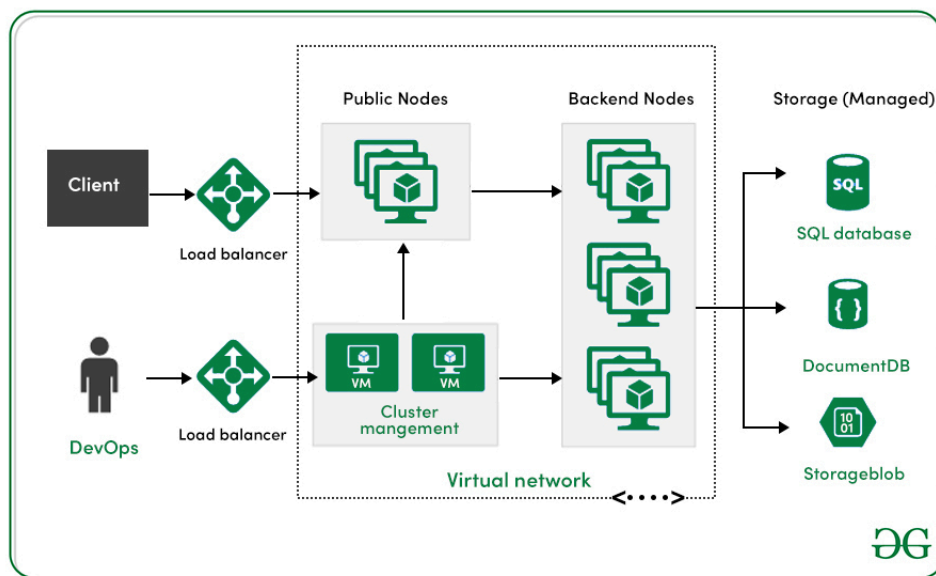 Public Nodes
Backend Nodes
Storage (Managed)
Client
SQL
Load balancer
SQL database
{ }
VM
VM
DocumentDB
Cluster
mangement
Load balancer
DevOps
10
01
Virtual network
Storageblob